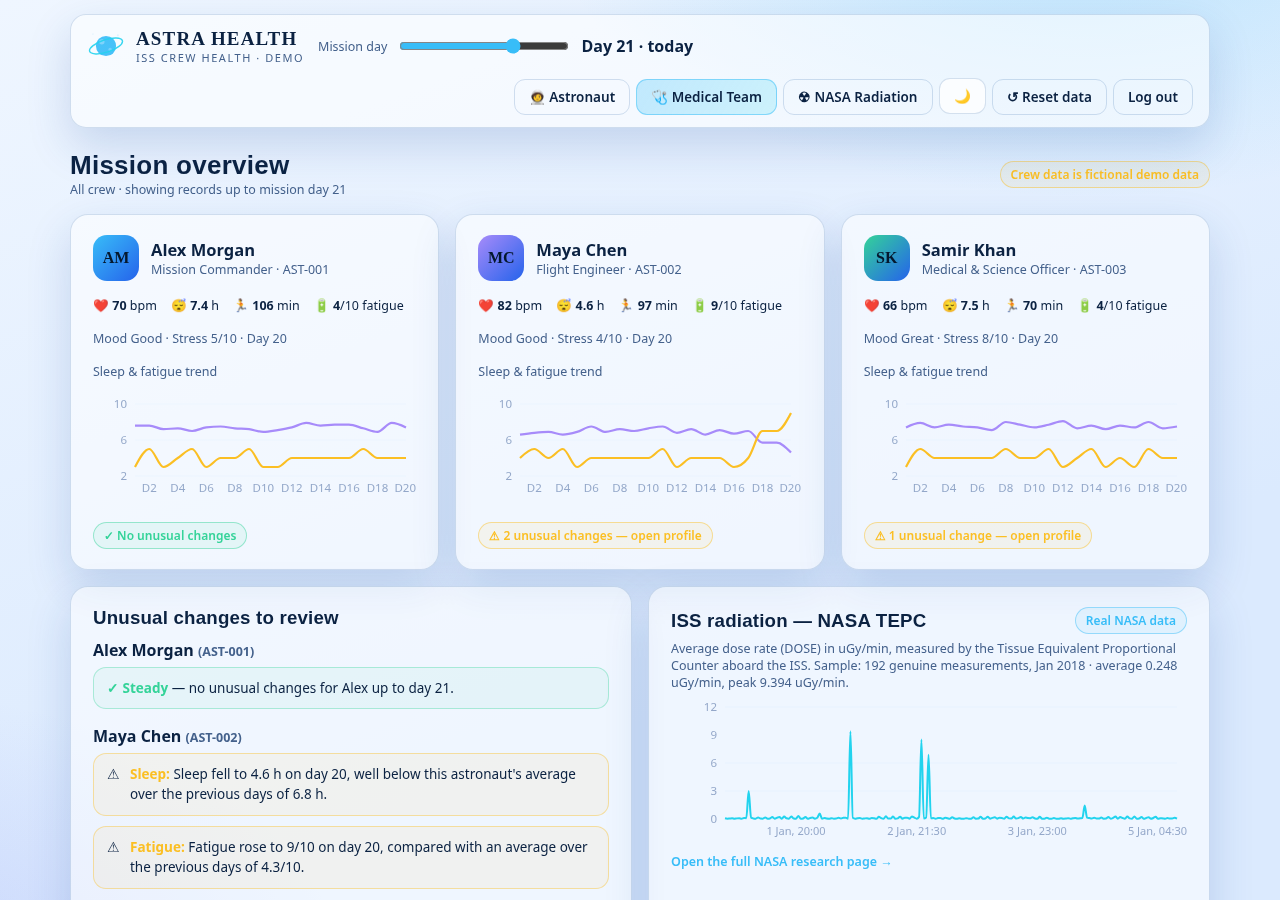 ASTRA HEALTH
ISS CREW HEALTH · DEMO
Mission day
Day 21 · today
🧑‍🚀 Astronaut
🩺 Medical Team
☢ NASA Radiation
🌙
↺ Reset data
Log out
Mission overview
All crew · showing records up to mission day 21
Crew data is fictional demo data
AM
Alex Morgan
Mission Commander · AST-001
❤️ 70 bpm 😴 7.4 h 🏃 106 min 🔋 4/10 fatigue
Mood Good · Stress 5/10 · Day 20
Sleep & fatigue trend
10
6
2
D2 D4 D6 D8 D10 D12 D14 D16 D18 D20
✓ No unusual changes
MC
Maya Chen
Flight Engineer · AST-002
❤️ 82 bpm 😴 4.6 h 🏃 97 min 🔋 9/10 fatigue
Mood Good · Stress 4/10 · Day 20
Sleep & fatigue trend
10
6
2
D2 D4 D6 D8 D10 D12 D14 D16 D18 D20
⚠ 2 unusual changes — open profile
SK
Samir Khan
Medical & Science Officer · AST-003
❤️ 66 bpm 😴 7.5 h 🏃 70 min 🔋 4/10 fatigue
Mood Great · Stress 8/10 · Day 20
Sleep & fatigue trend
10
6
2
D2 D4 D6 D8 D10 D12 D14 D16 D18 D20
⚠ 1 unusual change — open profile
Unusual changes to review
Alex Morgan (AST-001)
✓ Steady — no unusual changes for Alex up to day 21.
Maya Chen (AST-002)
⚠ Sleep: Sleep fell to 4.6 h on day 20, well below this astronaut's average
over the previous days of 6.8 h.
⚠ Fatigue: Fatigue rose to 9/10 on day 20, compared with an average over
the previous days of 4.3/10.
ISS radiation — NASA TEPC
Real NASA data
Average dose rate (DOSE) in uGy/min, measured by the Tissue Equivalent Proportional
Counter aboard the ISS. Sample: 192 genuine measurements, Jan 2018 · average 0.248
uGy/min, peak 9.394 uGy/min.
12
9
6
3
0
1 Jan, 20:00 2 Jan, 21:30 3 Jan, 23:00 5 Jan, 04:30
Open the full NASA research page →